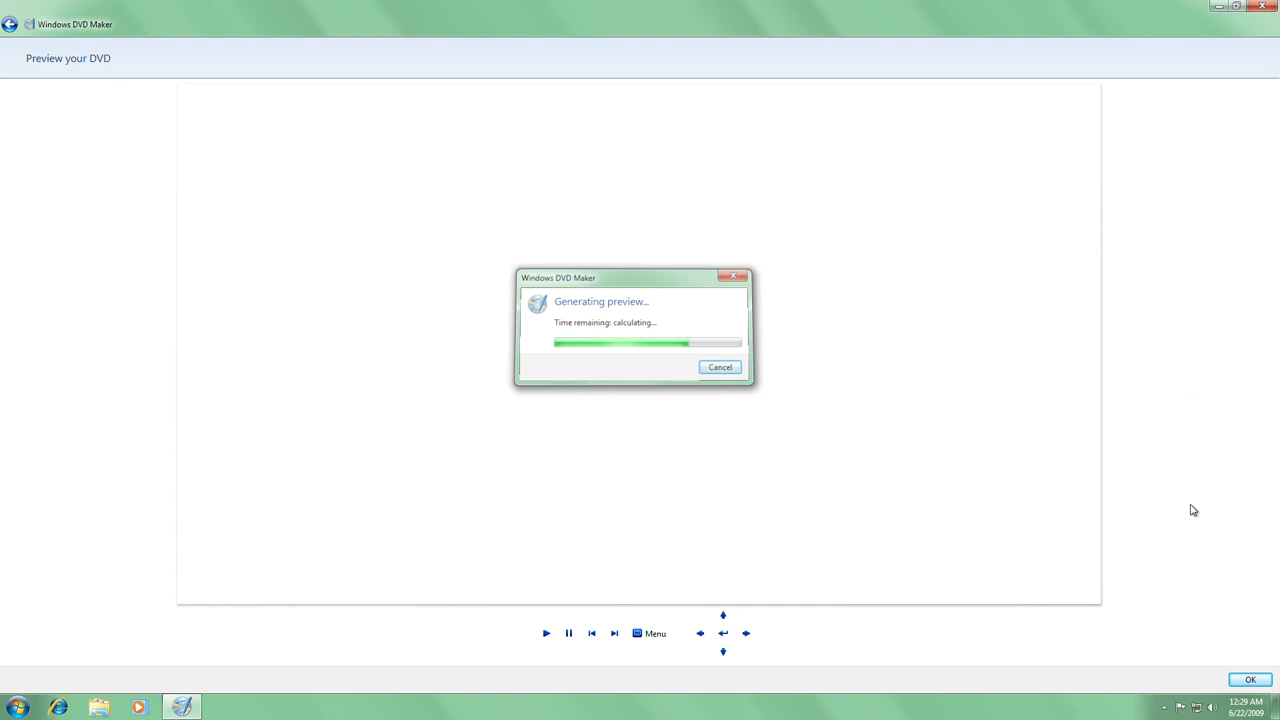 Windows DVD Maker
Preview your DVD
Windows DVD Maker
Generating preview...
Time remaining: calculating...
Cancel
Menu
OK
12:29 AM
6/22/2009